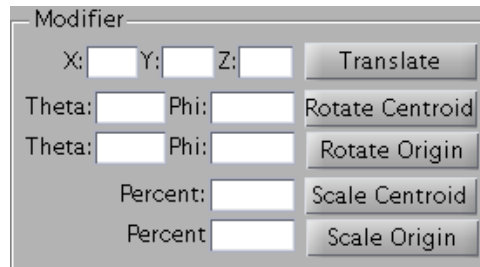 Modifier
X: Y: Z: Translate
Theta: Phi: Rotate Centroid
Theta: Phi: Rotate Origin
Percent: Scale Centroid
Percent Scale Origin